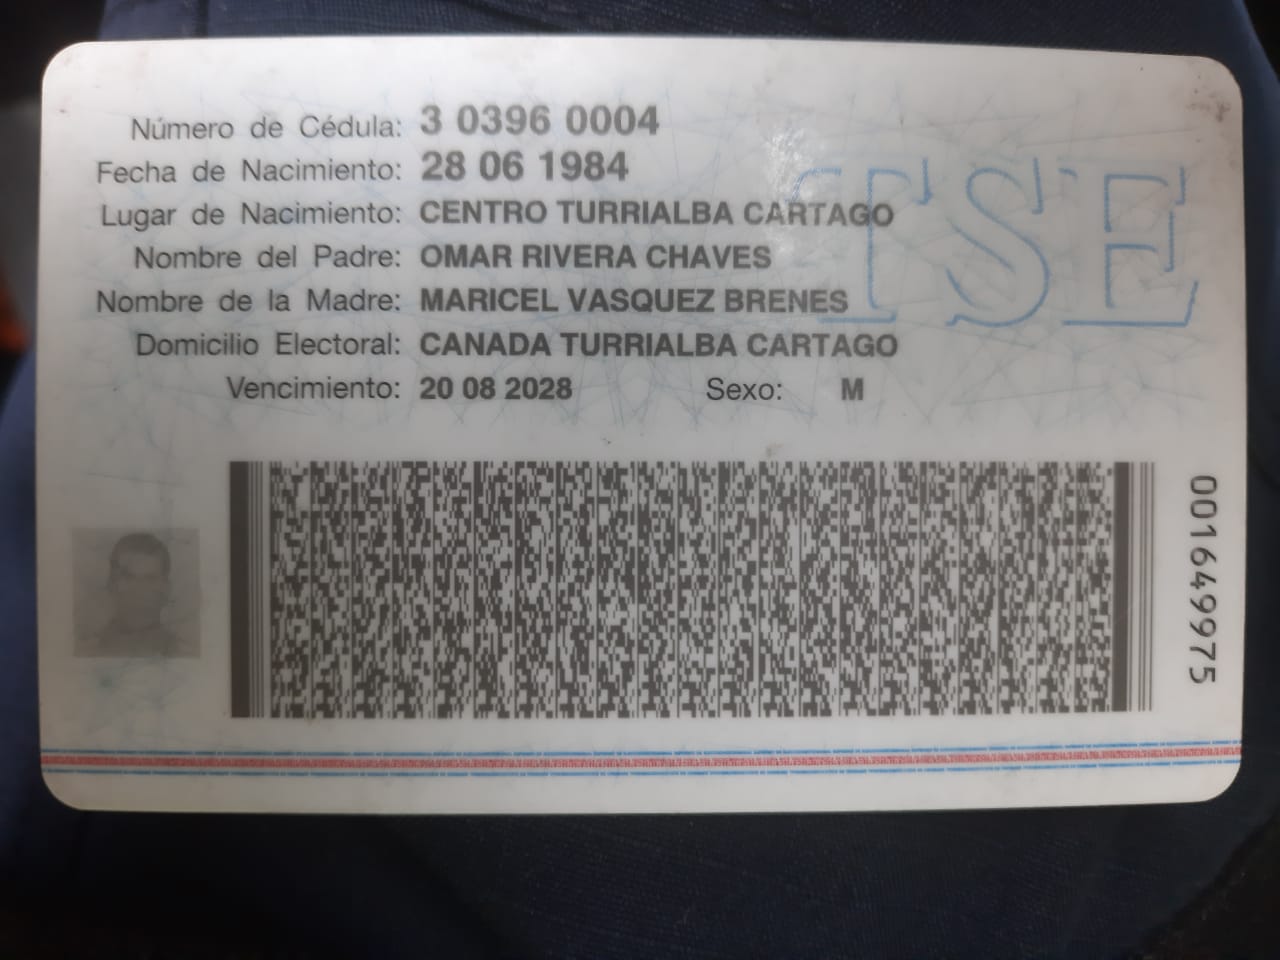 Número de Cédula: 3 0396 0004
Fecha de Nacimiento: 28 06 1984
Lugar de Nacimiento: CENTRO TURRIALBA CARTAGO
Nombre del Padre: OMAR RIVERA CHAVES
Nombre de la Madre: MARICEL VASQUEZ BRENES
Domicilio Electoral: CANADA TURRIALBA CARTAGO
Vencimiento: 20 08 2028 Sexo: M
TSE
001649975